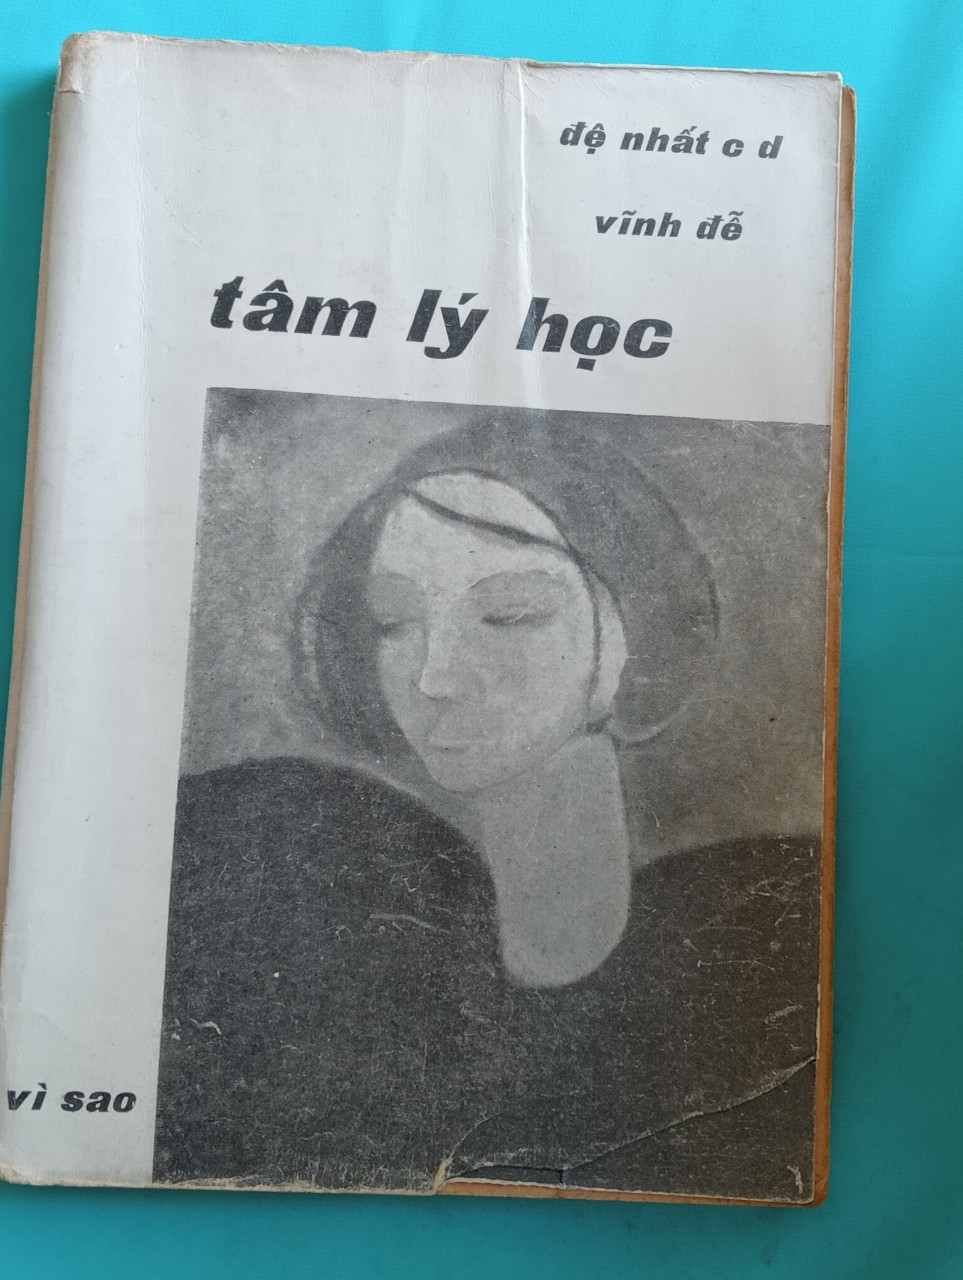 đệ nhất c d
vĩnh đễ
tâm lý học
vì sao